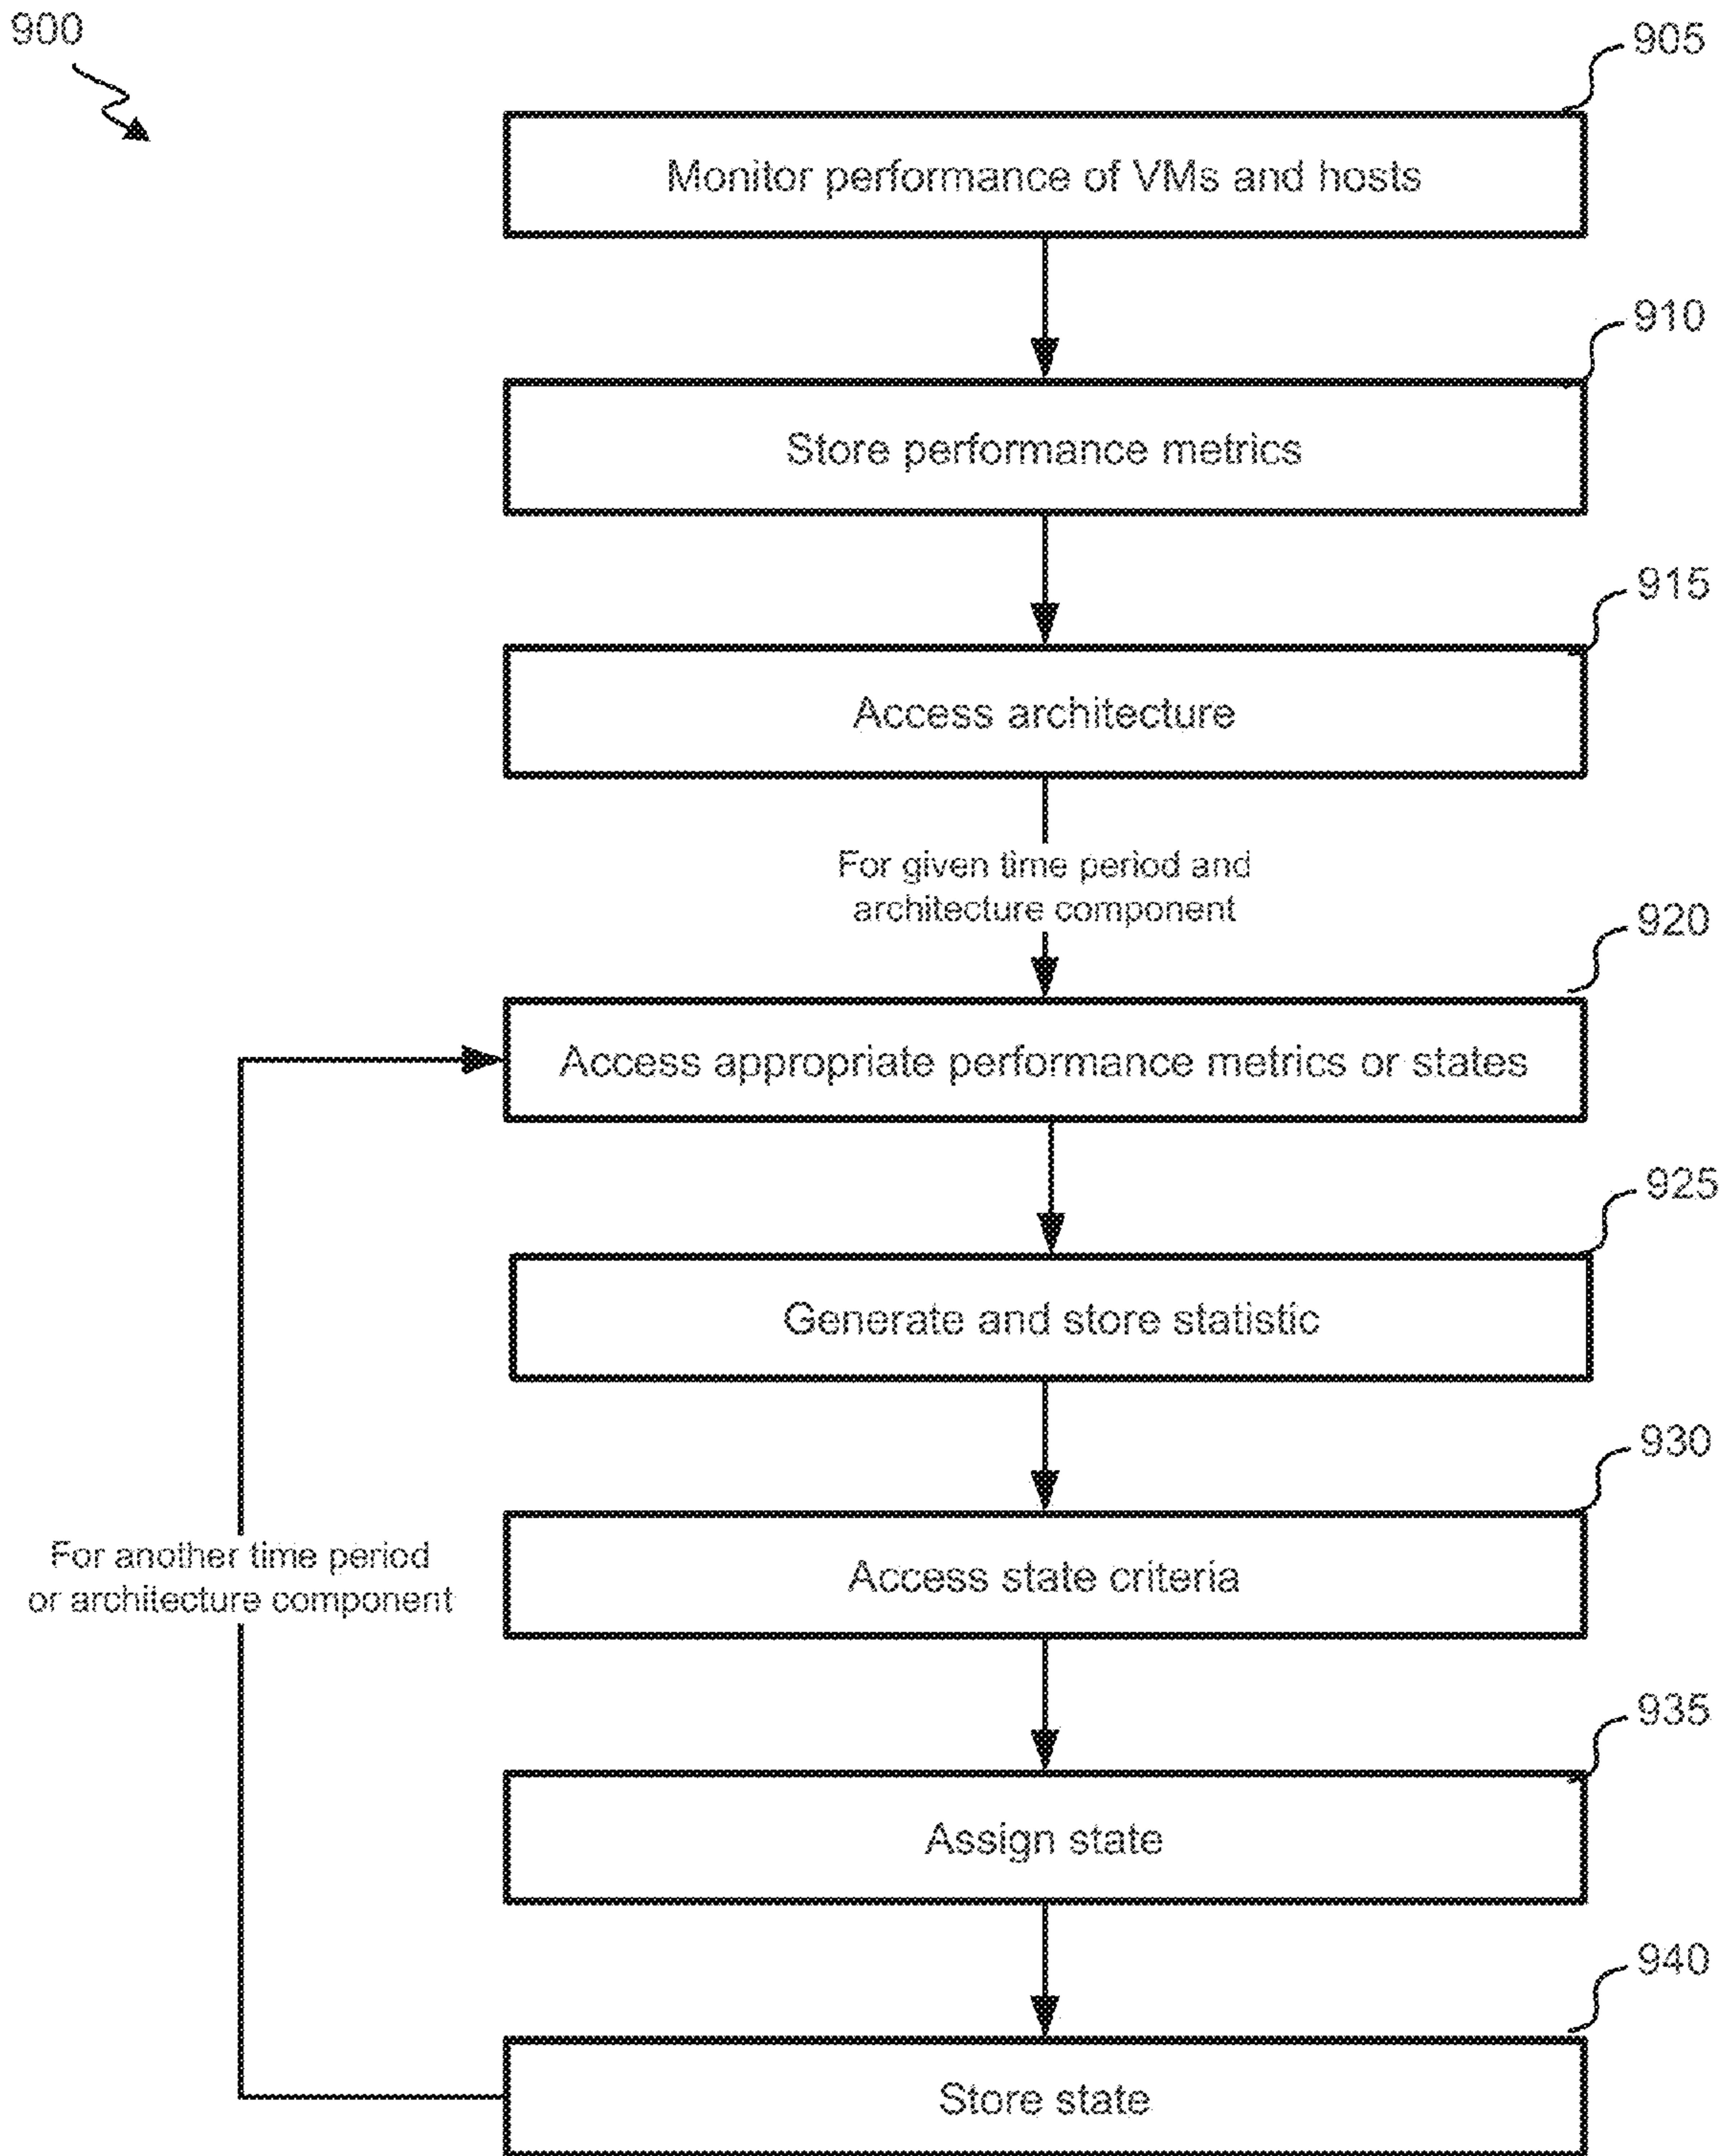 900
905
Monitor performance of VMs and hosts
910
Store performance metrics
915
Access architecture
For given time period and
architecture component
920
Access appropriate performance metrics or states
925
Generate and store statistic
930
Access state criteria
For another time period
or architecture component
935
Assign state
940
Store state